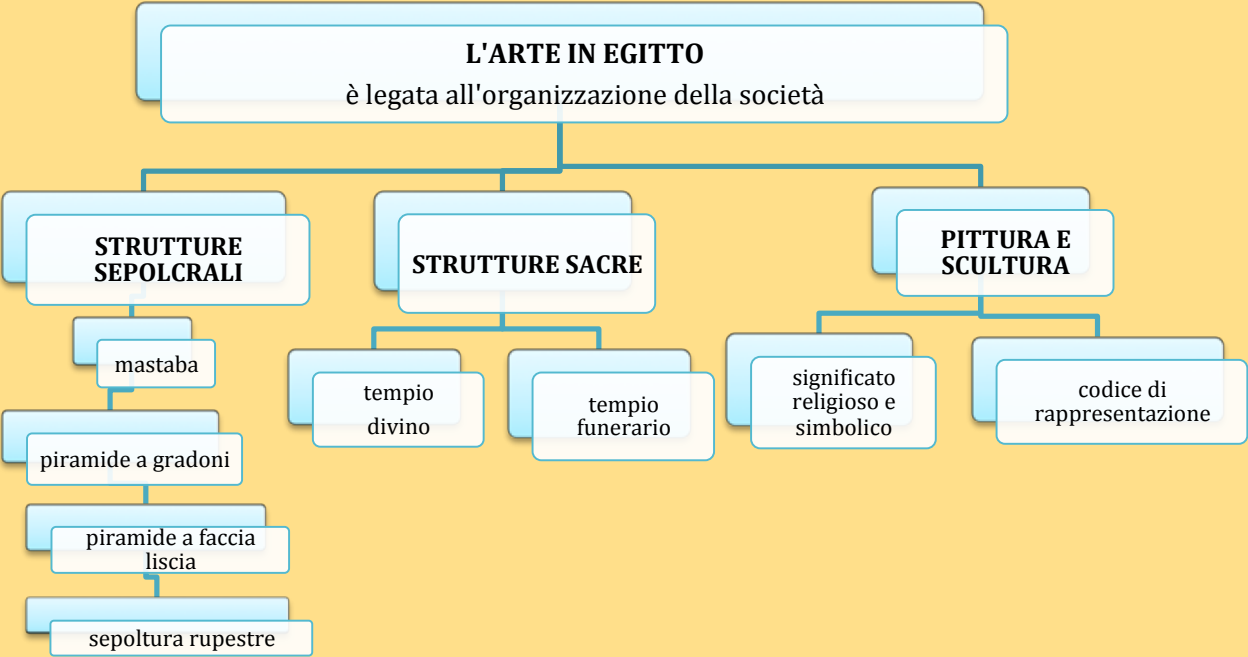 L'ARTE IN EGITTO
è legata all'organizzazione della società
STRUTTURE
SEPOLCRALI
mastaba
piramide a gradoni
piramide a faccia
liscia
sepoltura rupestre
STRUTTURE SACRE
tempio
divino
tempio
funerario
PITTURA E
SCULTURA
significato
religioso e
simbolico
codice di
rappresentazione